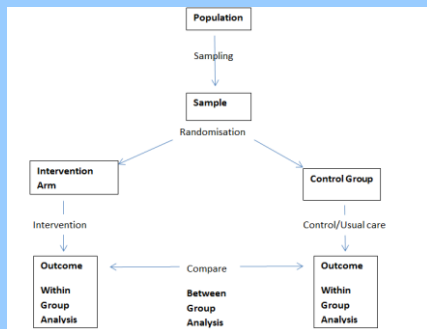 Population
Sampling
Sample
Randomisation
Intervention
Arm
Control Group
Intervention
Control/Usual care
Outcome
Within
Group
Analysis
Compare
Between
Group
Analysis
Outcome
Within
Group
Analysis